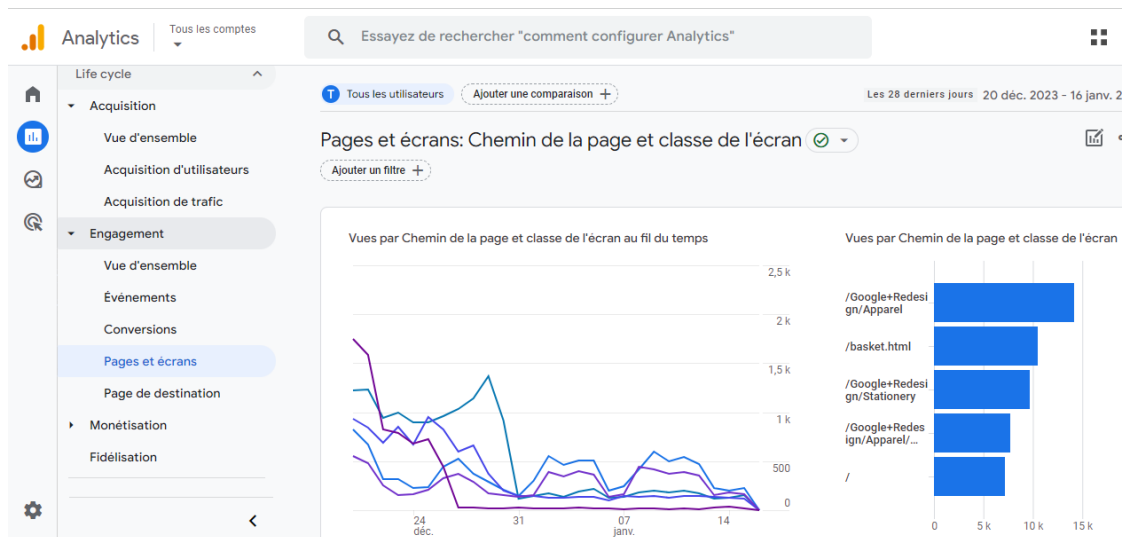 Analytics
Tous les comptes
Essayez de rechercher "comment configurer Analytics"
Life cycle
Acquisition
Vue d'ensemble
Acquisition d'utilisateurs
Acquisition de trafic
Engagement
Vue d'ensemble
Événements
Conversions
Pages et écrans
Page de destination
Monétisation
Fidélisation
T Tous les utilisateurs
Ajouter une comparaison +
Les 28 derniers jours 20 déc. 2023 - 16 janv. 2
Pages et écrans: Chemin de la page et classe de l'écran
Ajouter un filtre +
Vues par Chemin de la page et classe de l'écran au fil du temps
2,5 k
2 k
1,5 k
1 k
500
0
24
déc.
31
07
janv.
14
Vues par Chemin de la page et classe de l'écran
/Google+Redesi
gn/Apparel
/basket.html
/Google+Redesi
gn/Stationery
/Google+Redes
ign/Apparel/...
/
0 5 k 10 k 15 k